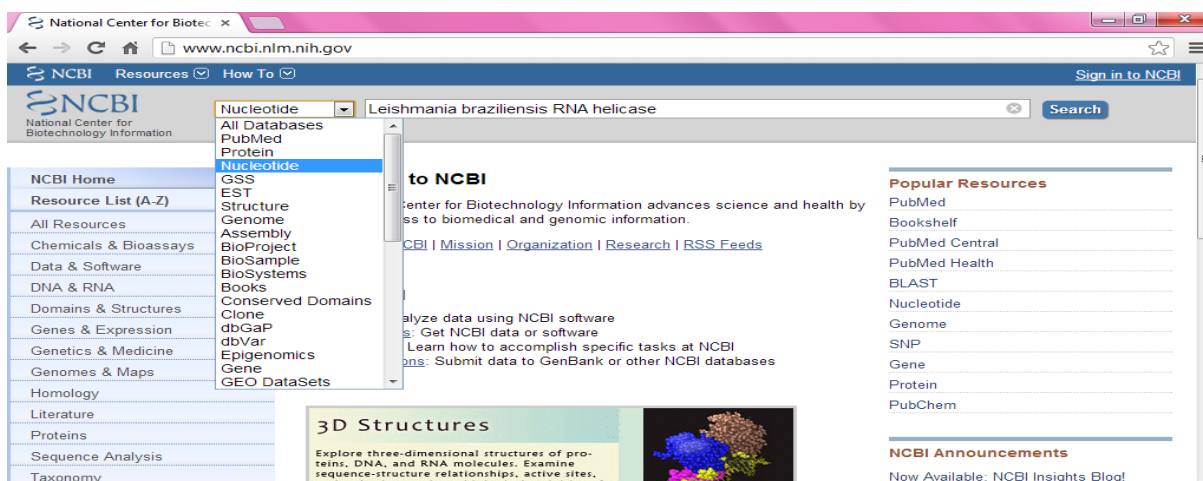 National Center for Biotec ×
www.ncbi.nlm.nih.gov
NCBI Resources How To Sign in to NCBI
NCBI
National Center for
Biotechnology Information
Nucleotide Leishmania braziliensis RNA helicase Search
All Databases
PubMed
Protein
Nucleotide
GSS
EST
Structure
Genome
Assembly
BioProject
BioSample
BioSystems
Books
Conserved Domains
Clone
dbGaP
dbVar
Epigenomics
Gene
GEO DataSets
NCBI Home
Resource List (A-Z)
All Resources
Chemicals & Bioassays
Data & Software
DNA & RNA
Domains & Structures
Genes & Expression
Genetics & Medicine
Genomes & Maps
Homology
Literature
Proteins
Sequence Analysis
Taxonomy
to NCBI
enter for Biotechnology Information advances science and health by
ss to biomedical and genomic information.
CBI | Mission | Organization | Research | RSS Feeds
alyze data using NCBI software
s: Get NCBI data or software
Learn how to accomplish specific tasks at NCBI
ons: Submit data to GenBank or other NCBI databases
3D Structures
Explore three-dimensional structures of pro-
teins, DNA, and RNA molecules. Examine
sequence-structure relationships, active sites,
Popular Resources
PubMed
Bookshelf
PubMed Central
PubMed Health
BLAST
Nucleotide
Genome
SNP
Gene
Protein
PubChem
NCBI Announcements
Now Available: NCBI Insights Blog!